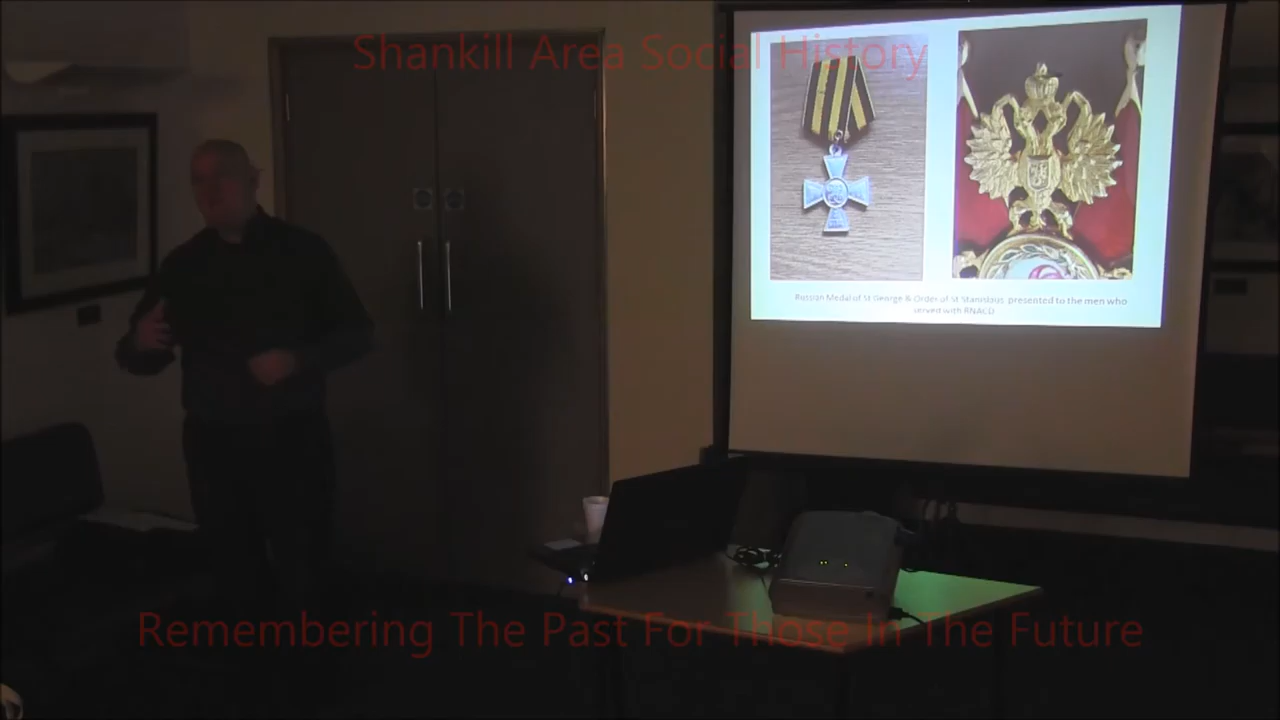 Shankill Area Social History
Russian Medal of St George & Order of St Stanislaus presented to the men who
served with RNACD
Remembering The Past For Those In The Future